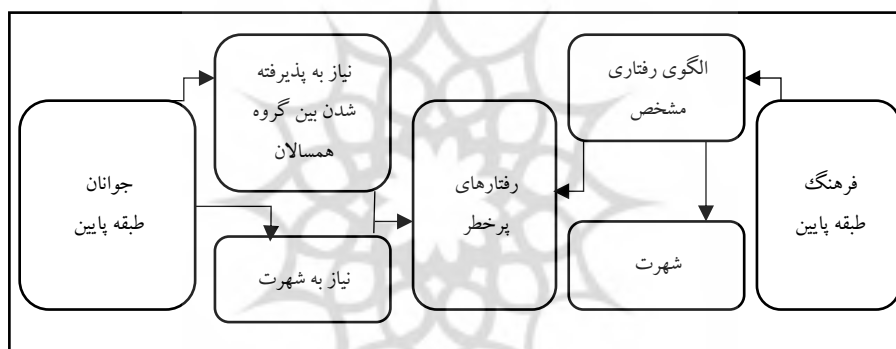 الگوی رفتاری
مشخص
نیاز به پذیرفته
شدن بین گروه
همسالان
فرهنگ
طبقه پایین
رفتارهای
پرخطر
جوانان
طبقه پایین
شهرت
نیاز به شهرت